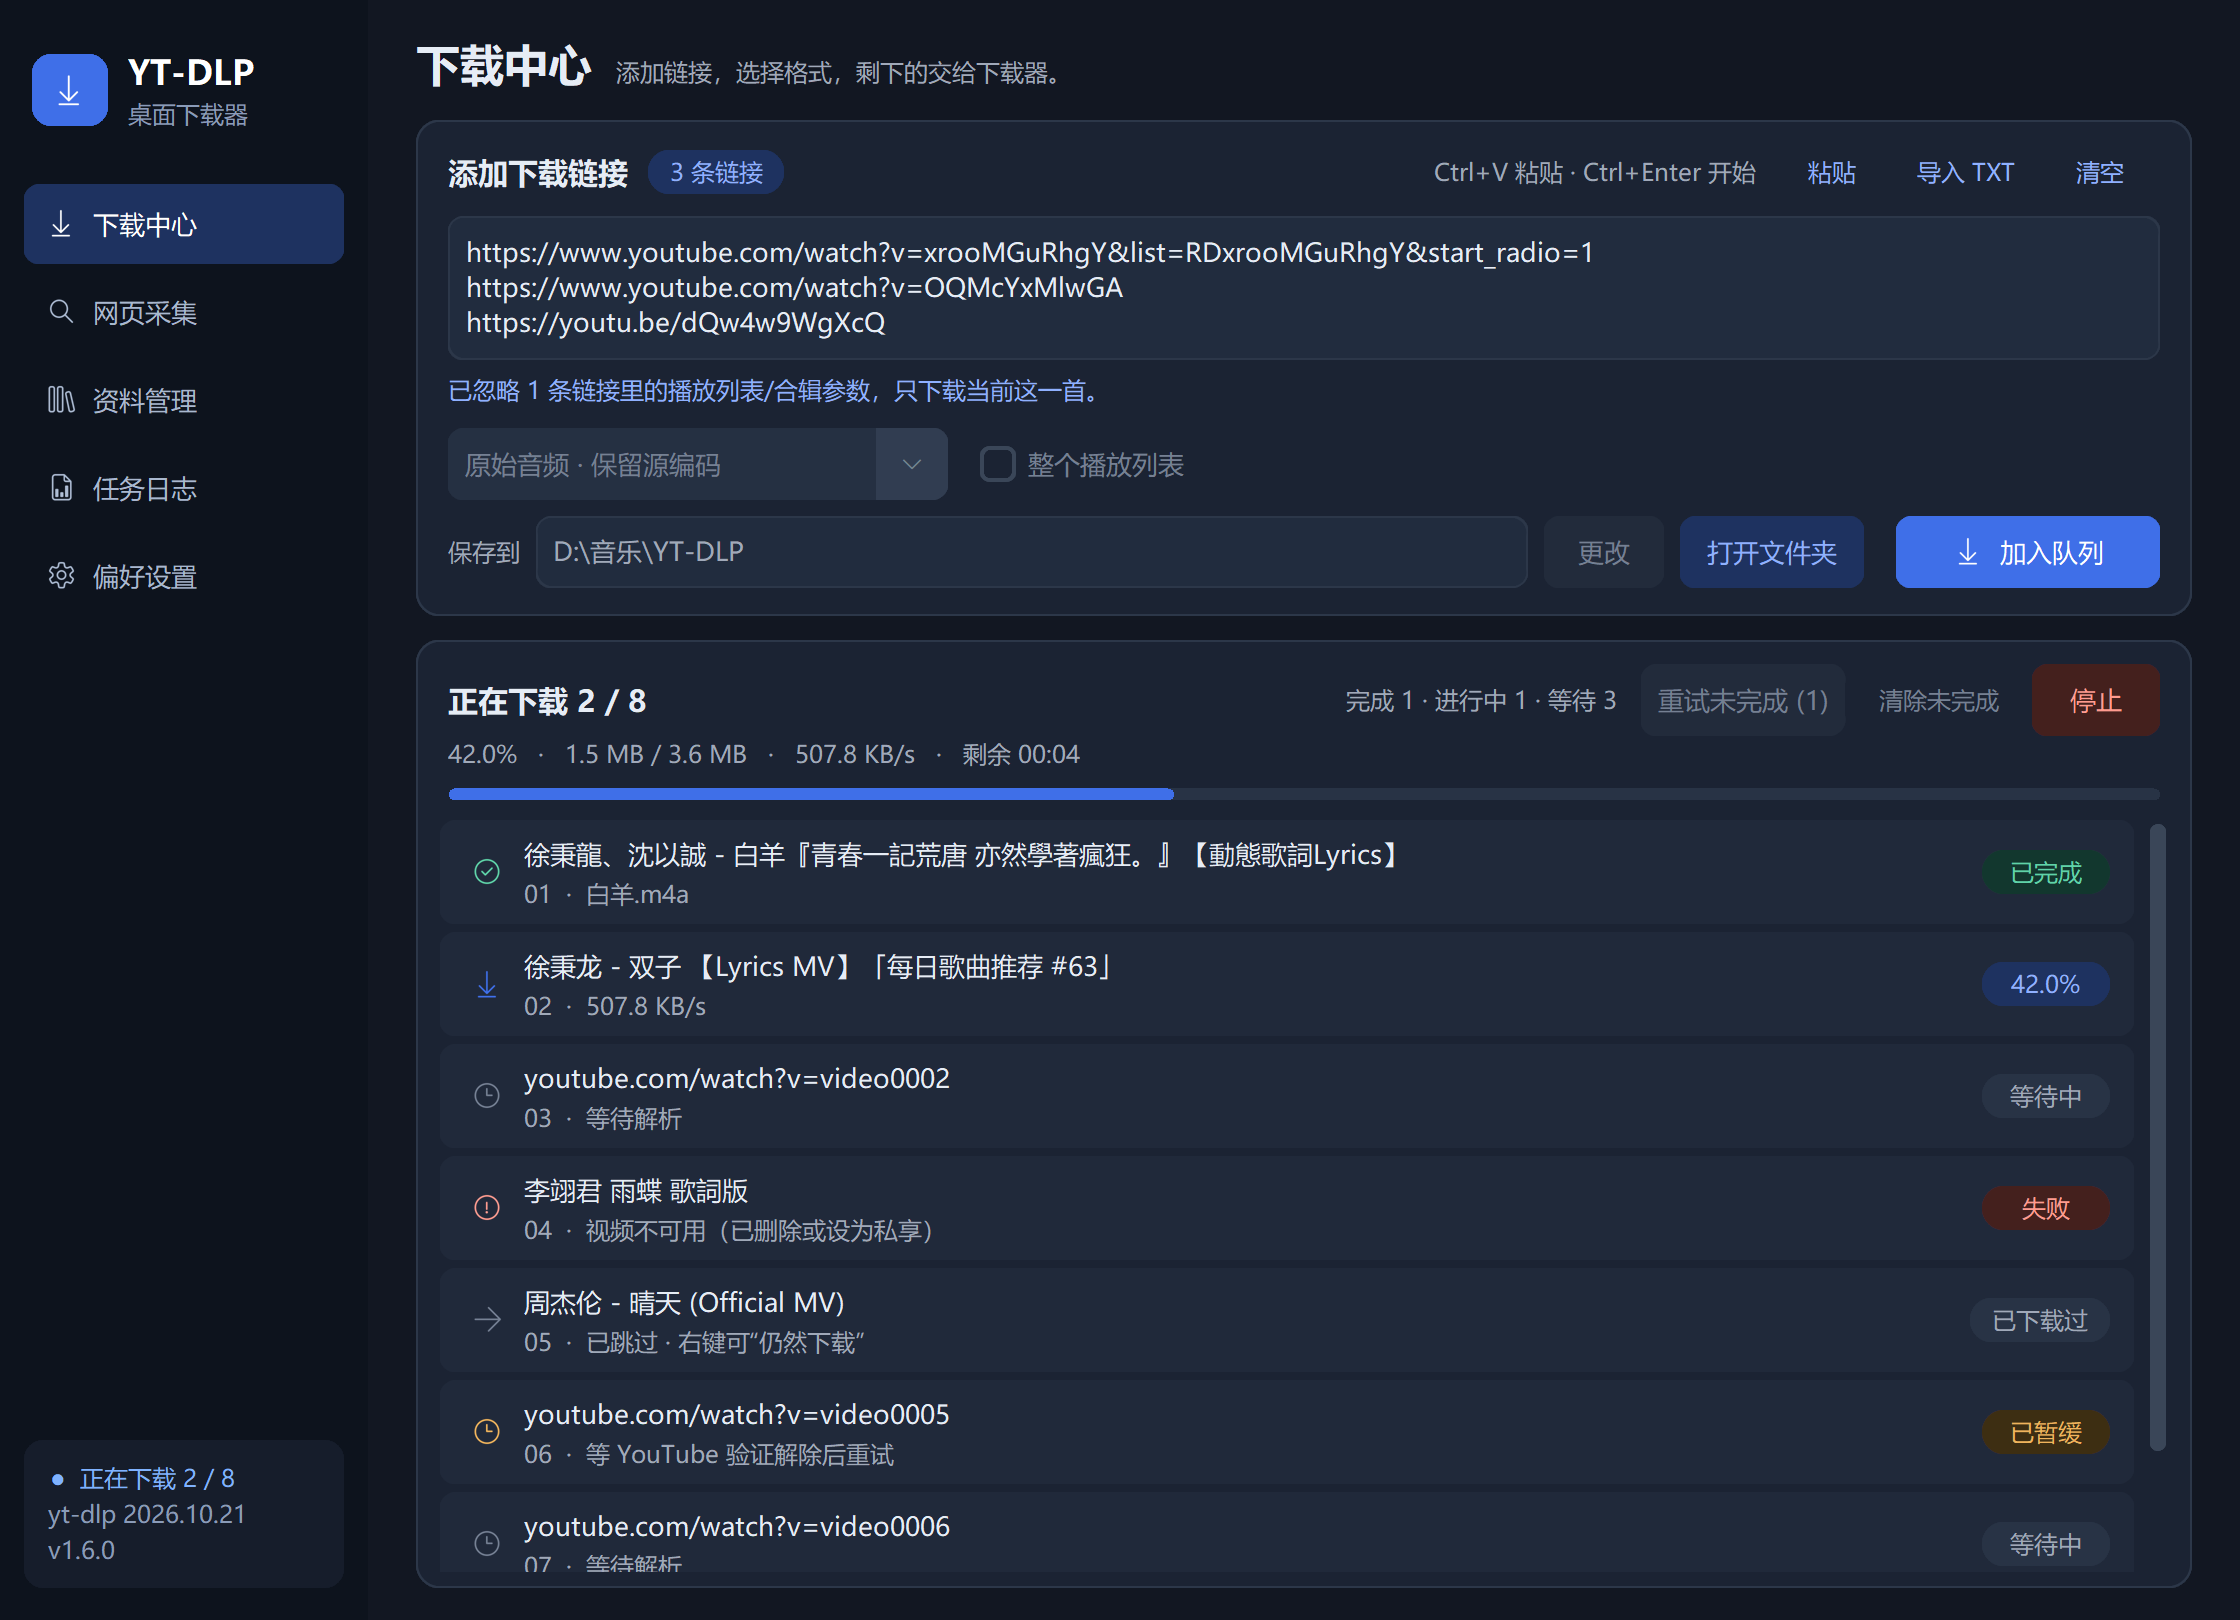 YT-DLP
桌面下载器
下载中心
网页采集
资料管理
任务日志
偏好设置
正在下载 2 / 8
yt-dlp 2026.10.21
v1.6.0
下载中心 添加链接，选择格式，剩下的交给下载器。
添加下载链接 3 条链接 Ctrl+V 粘贴 · Ctrl+Enter 开始 粘贴 导入 TXT 清空
https://www.youtube.com/watch?v=xrooMGuRhgY&list=RDxrooMGuRhgY&start_radio=1
https://www.youtube.com/watch?v=OQMcYxMlwGA
https://youtu.be/dQw4w9WgXcQ
已忽略 1 条链接里的播放列表/合辑参数，只下载当前这一首。
原始音频 · 保留源编码 整个播放列表
保存到 D:\音乐\YT-DLP 更改 打开文件夹 加入队列
正在下载 2 / 8 完成 1 · 进行中 1 · 等待 3 重试未完成 (1) 清除未完成 停止
42.0% · 1.5 MB / 3.6 MB · 507.8 KB/s · 剩余 00:04
徐秉龍、沈以誠 - 白羊『青春一記荒唐 亦然學著瘋狂。』【動態歌詞Lyrics】
01 · 白羊.m4a
已完成
徐秉龙 - 双子 【Lyrics MV】「每日歌曲推荐 #63」
02 · 507.8 KB/s
42.0%
youtube.com/watch?v=video0002
03 · 等待解析
等待中
李翊君 雨蝶 歌詞版
04 · 视频不可用（已删除或设为私享）
失败
周杰伦 - 晴天 (Official MV)
05 · 已跳过 · 右键可“仍然下载”
已下载过
youtube.com/watch?v=video0005
06 · 等 YouTube 验证解除后重试
已暂缓
youtube.com/watch?v=video0006
07 · 等待解析
等待中